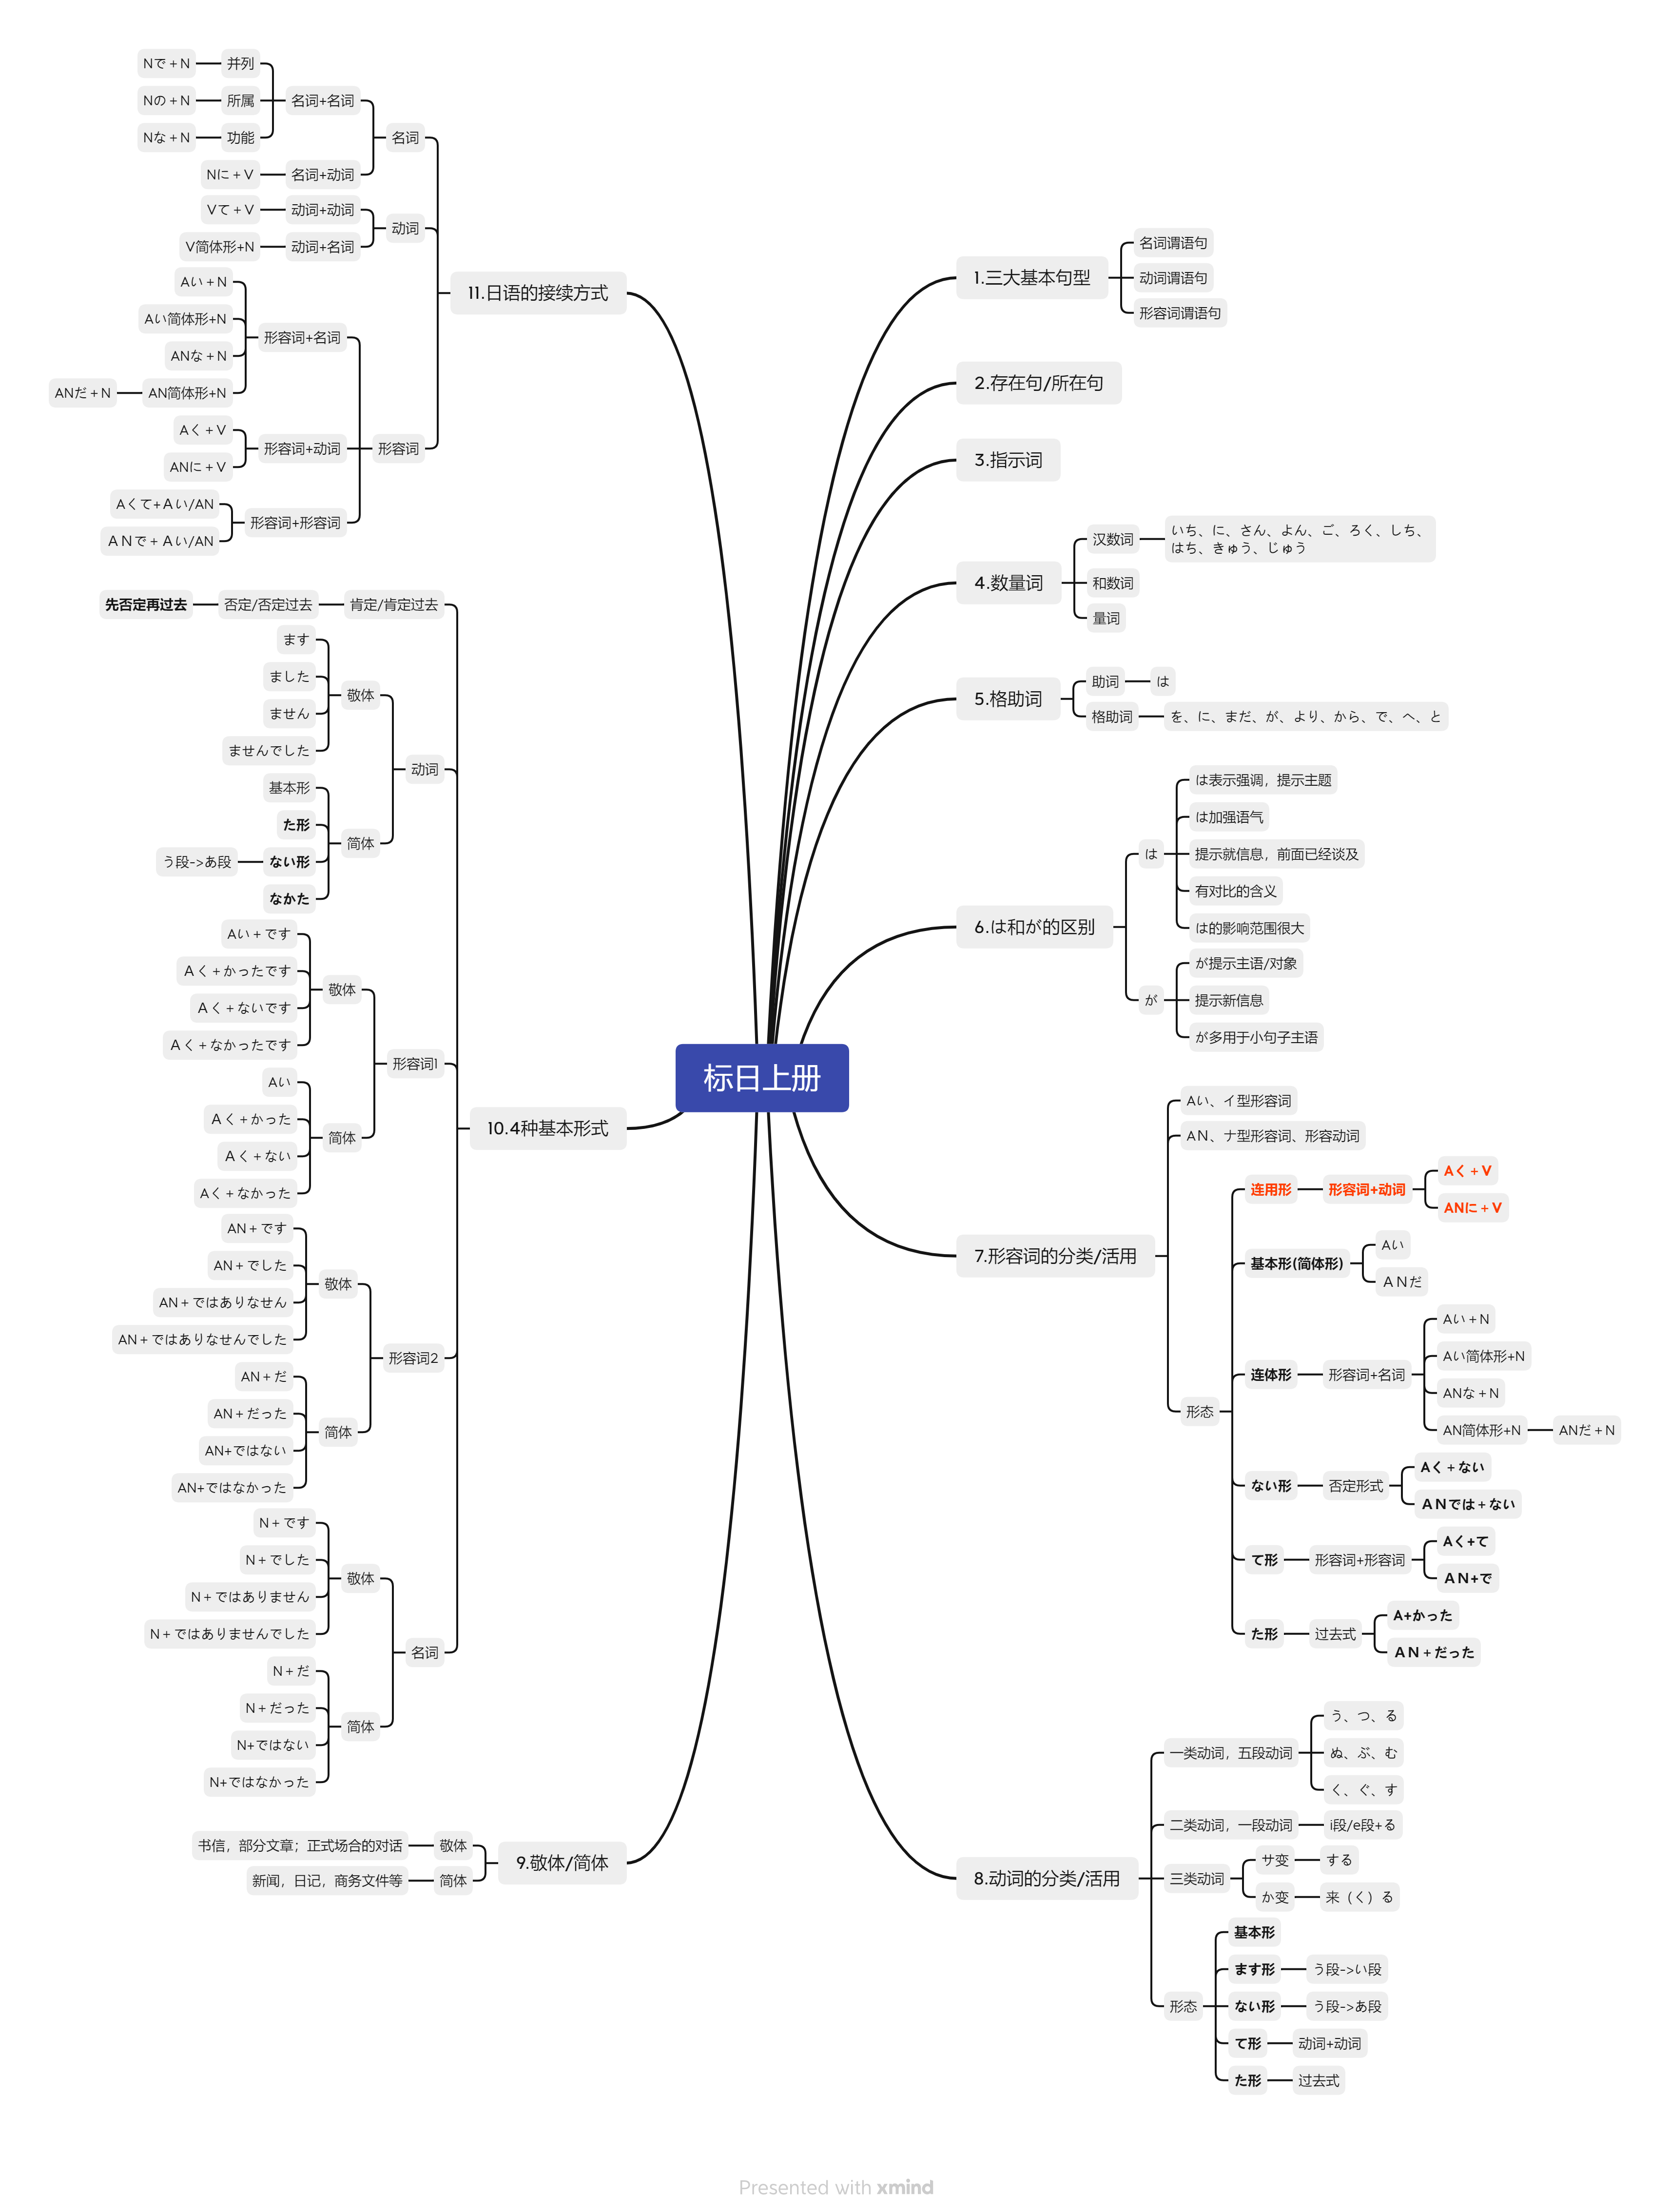 标日上册
1.三大基本句型
名词谓语句
动词谓语句
形容词谓语句
2.存在句/所在句
3.指示词
4.数量词
汉数词
いち、に、さん、よん、ご、ろく、しち、
はち、きゅう、じゅう
和数词
量词
5.格助词
助词
は
格助词
を、に、まだ、が、より、から、で、へ、と
6.は和が的区别
は
は表示强调，提示主题
は加强语气
提示就信息，前面已经谈及
有对比的含义
は的影响范围很大
が
が提示主语/对象
提示新信息
が多用于小句子主语
7.形容词的分类/活用
Aい、イ型形容词
AN、ナ型形容词、形容动词
形态
连用形
形容词+动词
Aく+V
ANに+V
基本形(简体形)
Aい
ANだ
连体形
形容词+名词
Aい+N
Aい简体形+N
ANな+N
AN简体形+N
ANだ+N
ない形
否定形式
Aく+ない
ANでは+ない
て形
形容词+形容词
Aく+て
AN+で
た形
过去式
A+かった
AN+だった
8.动词的分类/活用
一类动词，五段动词
う、つ、る
ぬ、ぶ、む
く、ぐ、す
二类动词，一段动词
i段/e段+る
三类动词
サ变
する
か变
来（く）る
形态
基本形
ます形
う段->い段
ない形
う段->あ段
て形
动词+动词
た形
过去式
9.敬体/简体
敬体
书信，部分文章；正式场合的对话
简体
新闻，日记，商务文件等
10.4种基本形式
肯定/肯定过去
否定/否定过去
先否定再过去
动词
敬体
ます
ました
ません
ませんでした
简体
基本形
た形
ない形
う段->あ段
なかた
形容词1
敬体
Aい+です
Aく+かったです
Aく+ないです
Aく+なかったです
简体
Aい
Aく+かった
Aく+ない
Aく+なかった
形容词2
敬体
AN+です
AN+でした
AN+ではありなせん
AN+ではありなせんでした
简体
AN+だ
AN+だった
AN+ではない
AN+ではなかった
名词
敬体
N+です
N+でした
N+ではありません
N+ではありませんでした
简体
N+だ
N+だった
N+ではない
N+ではなかった
11.日语的接续方式
名词
名词+名词
并列
Nで+N
所属
Nの+N
功能
Nな+N
名词+动词
Nに+V
动词
动词+动词
Vて+V
动词+名词
V简体形+N
形容词
形容词+名词
Aい+N
Aい简体形+N
ANな+N
AN简体形+N
ANだ+N
形容词+动词
Aく+V
ANに+V
形容词+形容词
Aくて+Aい/AN
ANで+Aい/AN
Presented with xmind